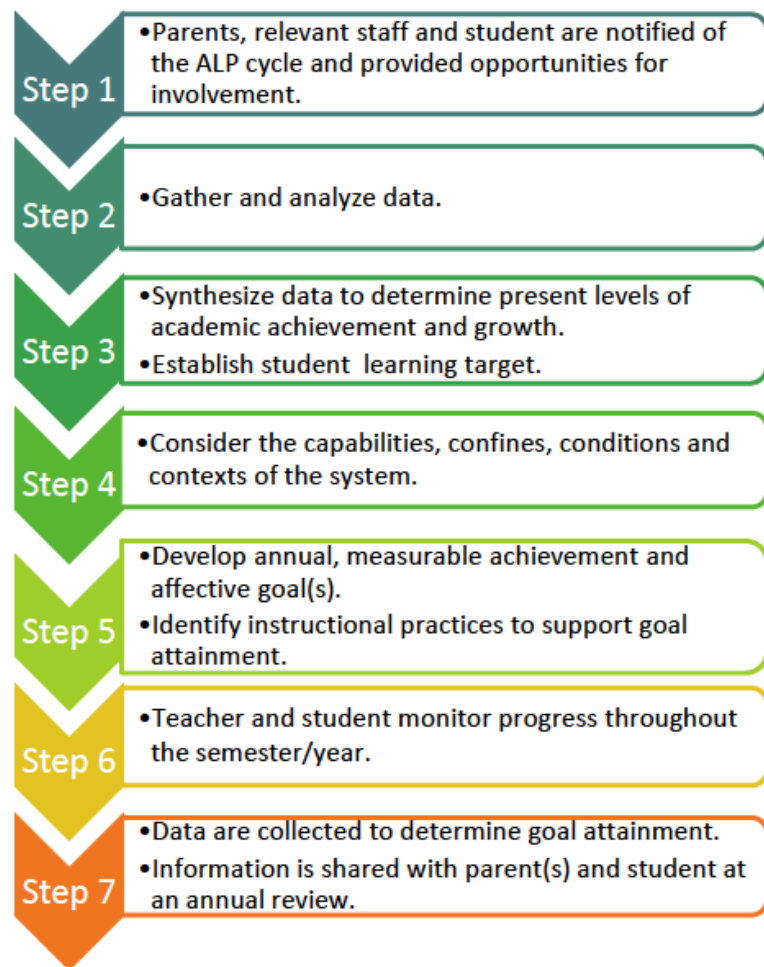 Step 1
•Parents, relevant staff and student are notified of
the ALP cycle and provided opportunities for
involvement.
Step 2
•Gather and analyze data.
Step 3
•Synthesize data to determine present levels of
academic achievement and growth.
•Establish student  learning target.
Step 4
•Consider the capabilities, confines, conditions and
contexts of the system.
Step 5
•Develop annual, measurable achievement and
affective goal(s).
•Identify instructional practices to support goal
attainment.
Step 6
•Teacher and student monitor progress throughout
the semester/year.
Step 7
•Data are collected to determine goal attainment.
•Information is shared with parent(s) and student at
an annual review.